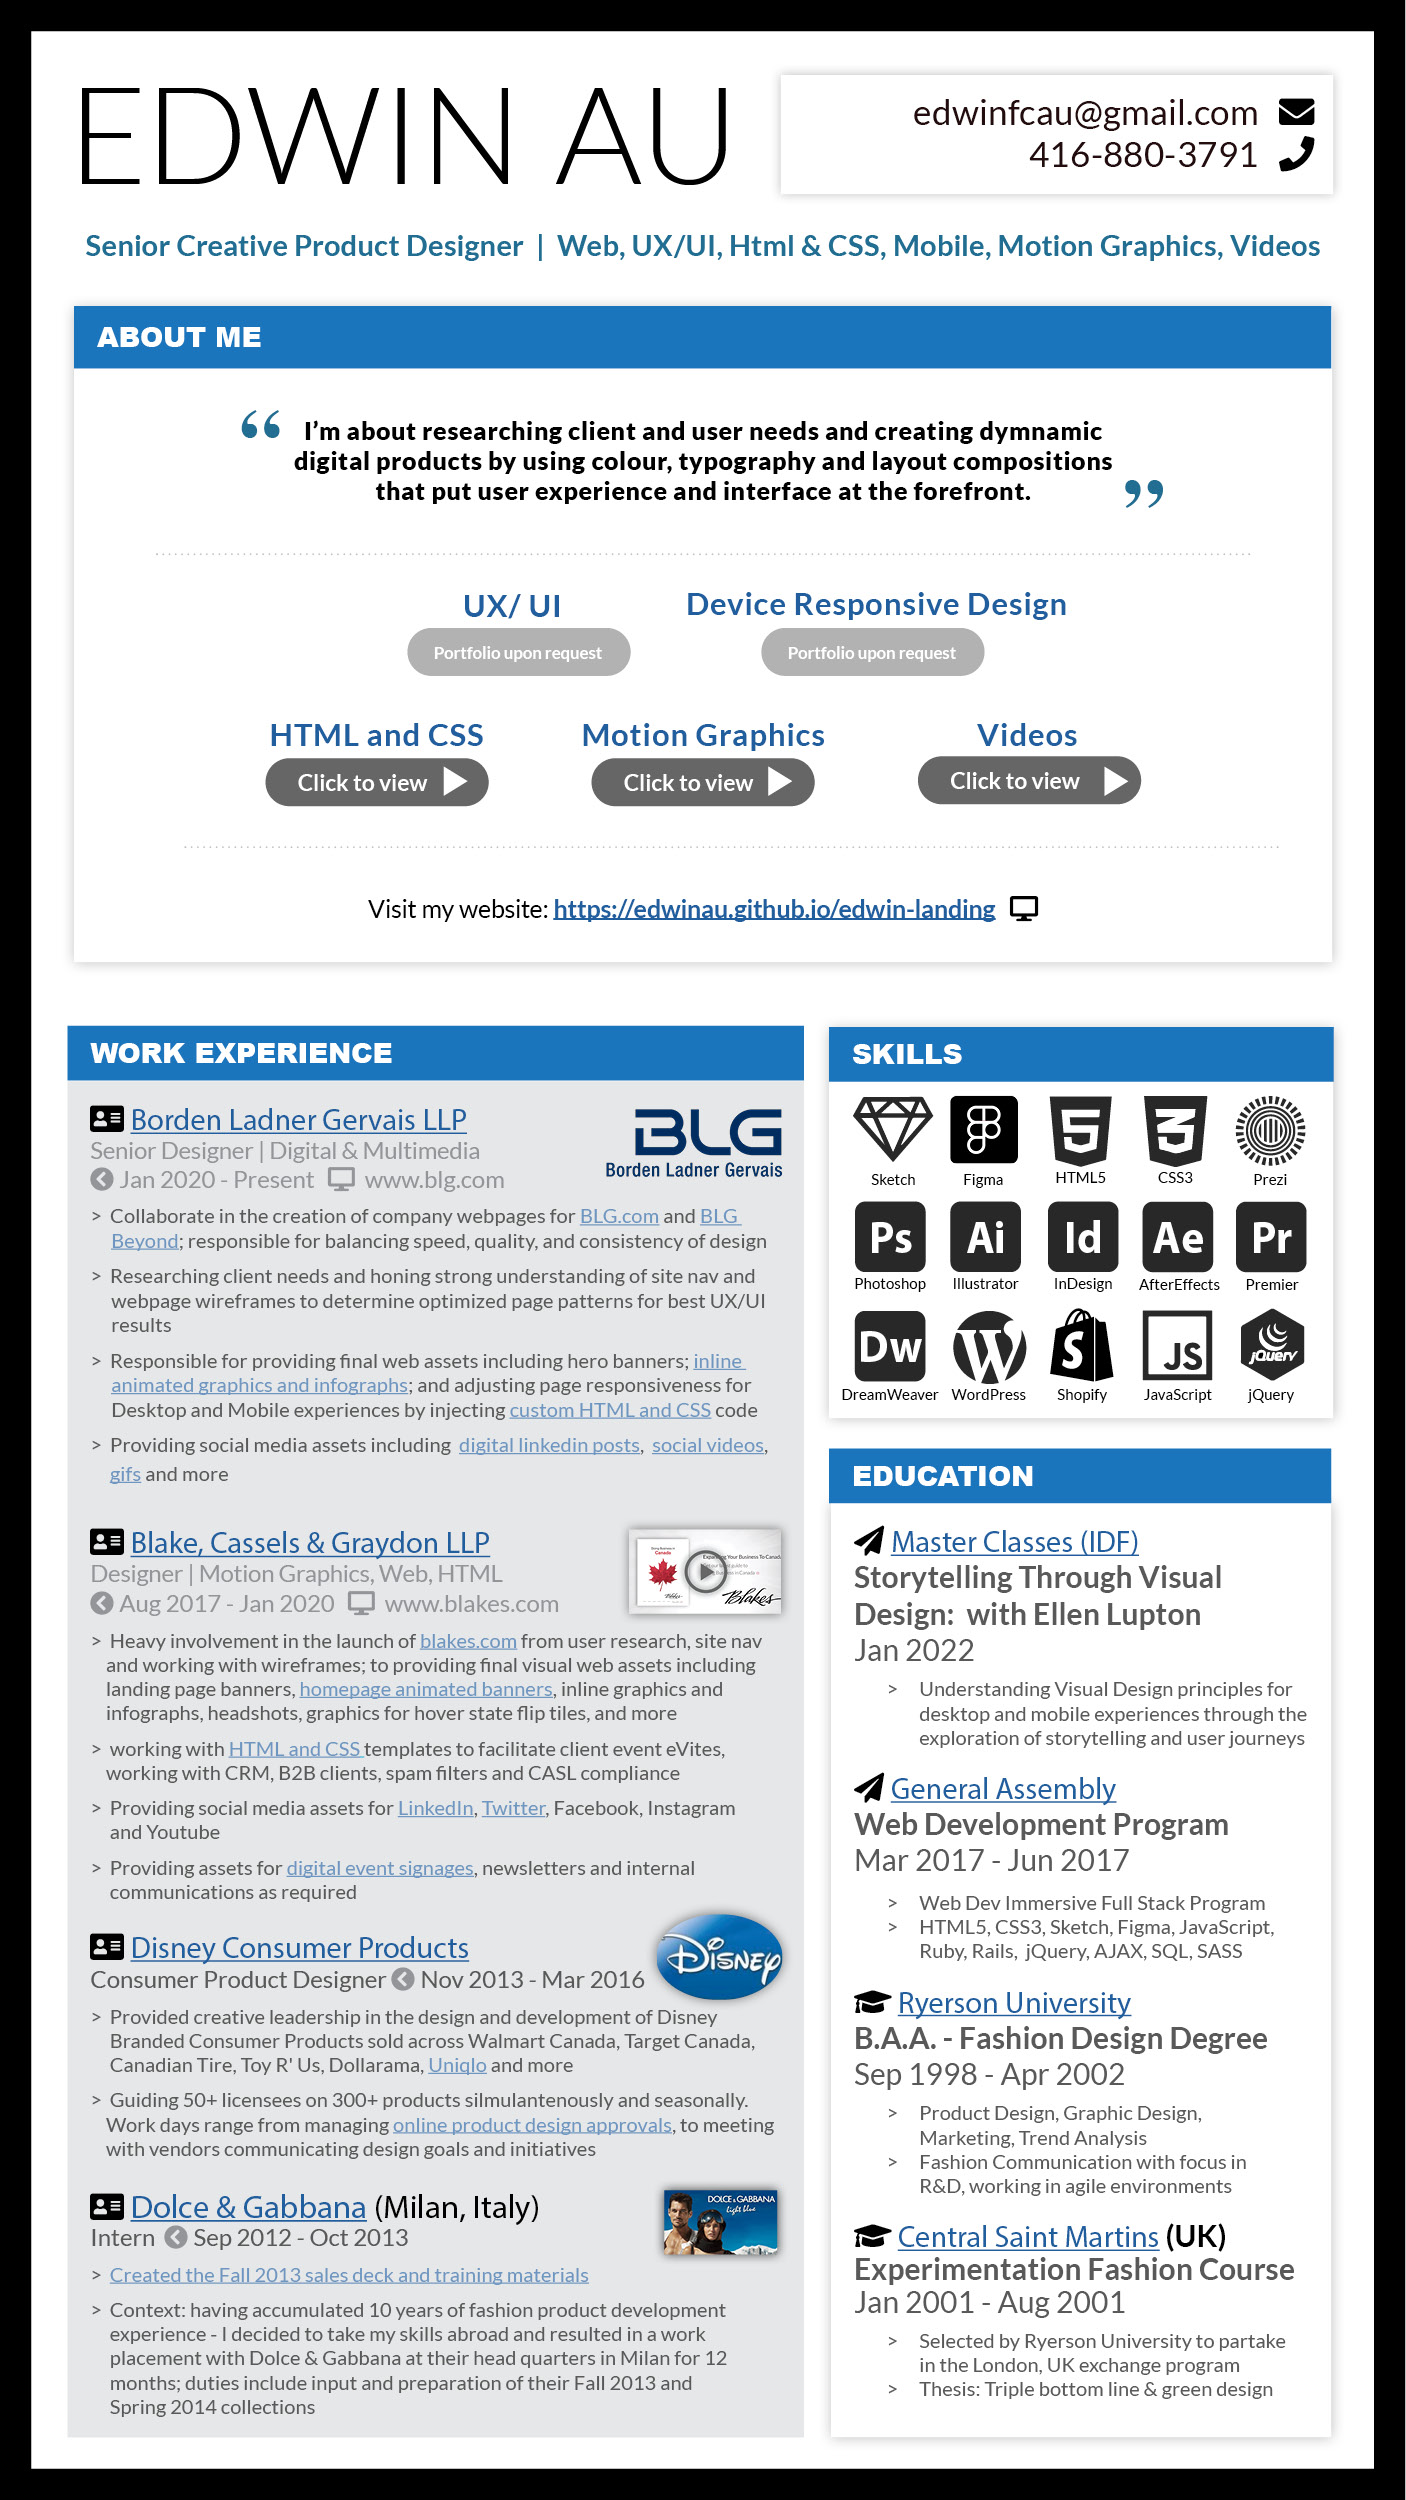 EDWIN AU
edwinfcau@gmail.com
416-880-3791
Senior Creative Product Designer | Web, UX/UI, Html & CSS, Mobile, Motion Graphics, Videos
ABOUT ME
“ I’m about researching client and user needs and creating dymnamic
digital products by using colour, typography and layout compositions
that put user experience and interface at the forefront. ”
UX/ UI
Portfolio upon request
Device Responsive Design
Portfolio upon request
HTML and CSS
Click to view
Motion Graphics
Click to view
Videos
Click to view
Visit my website: https://edwinau.github.io/edwin-landing
WORK EXPERIENCE
Borden Ladner Gervais LLP
BLG
Borden Ladner Gervais
Senior Designer | Digital & Multimedia
Jan 2020 - Present www.blg.com
> Collaborate in the creation of company webpages for BLG.com and BLG
Beyond; responsible for balancing speed, quality, and consistency of design
> Researching client needs and honing strong understanding of site nav and
webpage wireframes to determine optimized page patterns for best UX/UI
results
> Responsible for providing final web assets including hero banners; inline
animated graphics and infographs; and adjusting page responsiveness for
Desktop and Mobile experiences by injecting custom HTML and CSS code
> Providing social media assets including digital linkedin posts, social videos,
gifs and more
Blake, Cassels & Graydon LLP
Designer | Motion Graphics, Web, HTML
Aug 2017 - Jan 2020 www.blakes.com
Blakes
> Heavy involvement in the launch of blakes.com from user research, site nav
and working with wireframes; to providing final visual web assets including
landing page banners, homepage animated banners, inline graphics and
infographs, headshots, graphics for hover state flip tiles, and more
> working with HTML and CSS templates to facilitate client event eVites,
working with CRM, B2B clients, spam filters and CASL compliance
> Providing social media assets for LinkedIn, Twitter, Facebook, Instagram
and Youtube
> Providing assets for digital event signages, newsletters and internal
communications as required
Disney Consumer Products
Consumer Product Designer Nov 2013 - Mar 2016
Disney
> Provided creative leadership in the design and development of Disney
Branded Consumer Products sold across Walmart Canada, Target Canada,
Canadian Tire, Toy R' Us, Dollarama, Uniqlo and more
> Guiding 50+ licensees on 300+ products silmulantenously and seasonally.
Work days range from managing online product design approvals, to meeting
with vendors communicating design goals and initiatives
Dolce & Gabbana (Milan, Italy)
Intern Sep 2012 - Oct 2013
DOLCE & GABBANA
light blue
> Created the Fall 2013 sales deck and training materials
> Context: having accumulated 10 years of fashion product development
experience - I decided to take my skills abroad and resulted in a work
placement with Dolce & Gabbana at their head quarters in Milan for 12
months; duties include input and preparation of their Fall 2013 and
Spring 2014 collections
SKILLS
Sketch Figma HTML5 CSS3 Prezi
Ps Ai Id Ae Pr
Photoshop Illustrator InDesign AfterEffects Premier
Dw W S JS jQuery
DreamWeaver WordPress Shopify JavaScript jQuery
EDUCATION
Master Classes (IDF)
Storytelling Through Visual
Design: with Ellen Lupton
Jan 2022
> Understanding Visual Design principles for
desktop and mobile experiences through the
exploration of storytelling and user journeys
General Assembly
Web Development Program
Mar 2017 - Jun 2017
> Web Dev Immersive Full Stack Program
> HTML5, CSS3, Sketch, Figma, JavaScript,
Ruby, Rails, jQuery, AJAX, SQL, SASS
Ryerson University
B.A.A. - Fashion Design Degree
Sep 1998 - Apr 2002
> Product Design, Graphic Design,
Marketing, Trend Analysis
> Fashion Communication with focus in
R&D, working in agile environments
Central Saint Martins (UK)
Experimentation Fashion Course
Jan 2001 - Aug 2001
> Selected by Ryerson University to partake
in the London, UK exchange program
> Thesis: Triple bottom line & green design